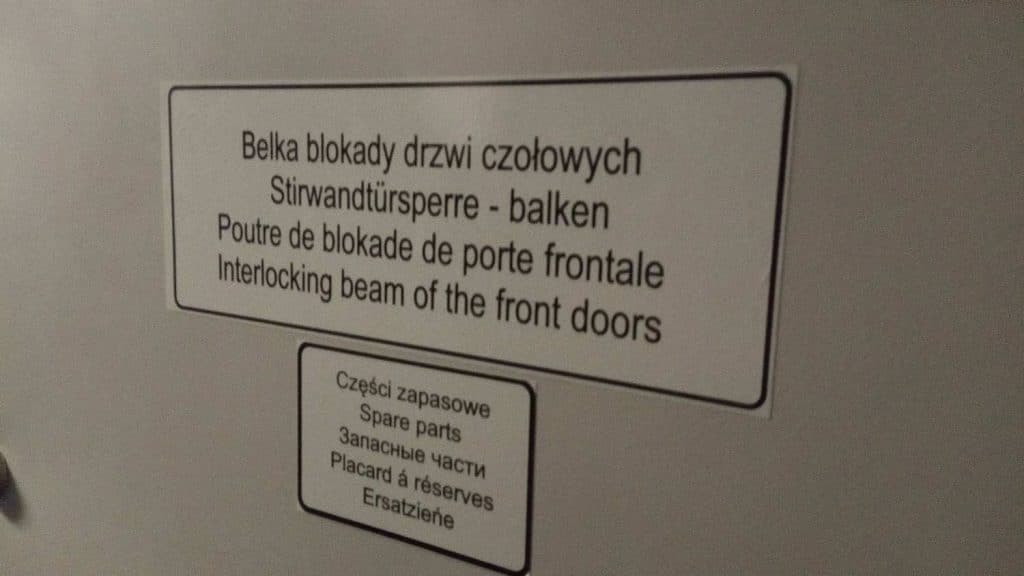 Belka blokady drzwi czołowych
Stirwandtürsperre - balken
Poutre de blokade de porte frontale
Interlocking beam of the front doors
Części zapasowe
Spare parts
Запасные части
Placard á réserves
Ersatzieńe